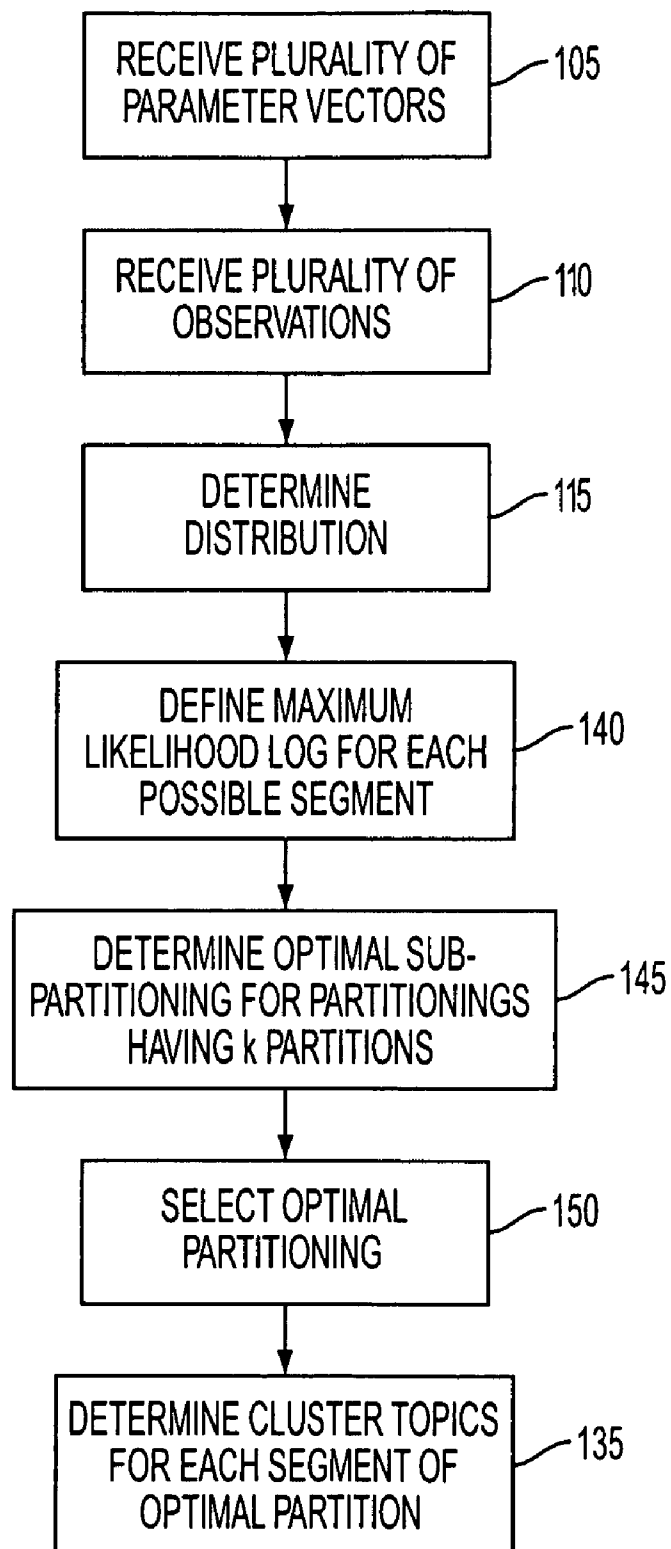 RECEIVE PLURALITY OF
PARAMETER VECTORS
105
RECEIVE PLURALITY OF
OBSERVATIONS
110
DETERMINE
DISTRIBUTION
115
DEFINE MAXIMUM
LIKELIHOOD LOG FOR EACH
POSSIBLE SEGMENT
140
DETERMINE OPTIMAL SUB-
PARTITIONING FOR PARTITIONINGS
HAVING k PARTITIONS
145
SELECT OPTIMAL
PARTITIONING
150
DETERMINE CLUSTER TOPICS
FOR EACH SEGMENT OF
OPTIMAL PARTITION
135